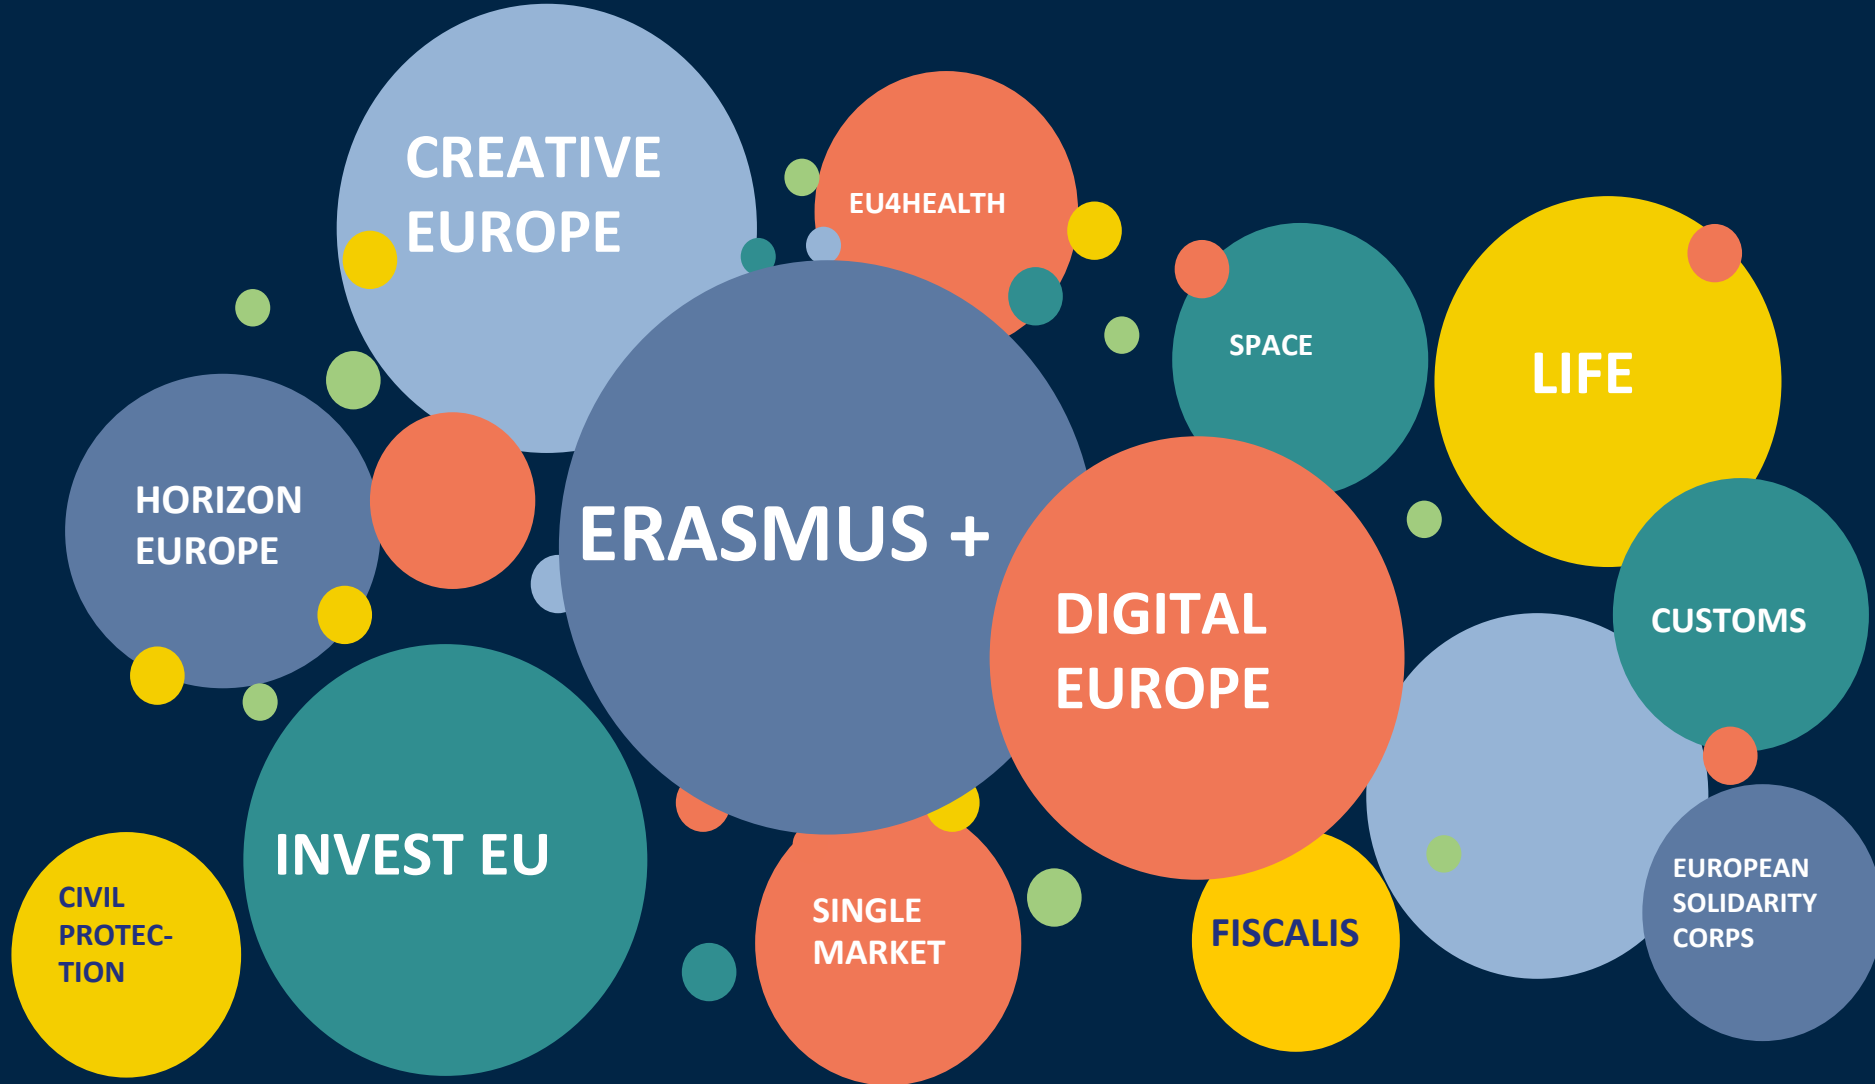 CREATIVE
EUROPE
EU4HEALTH
SPACE
LIFE
HORIZON
EUROPE
ERASMUS +
DIGITAL
EUROPE
CUSTOMS
INVEST EU
CIVIL
PROTEC-
TION
SINGLE
MARKET
FISCALIS
EUROPEAN
SOLIDARITY
CORPS